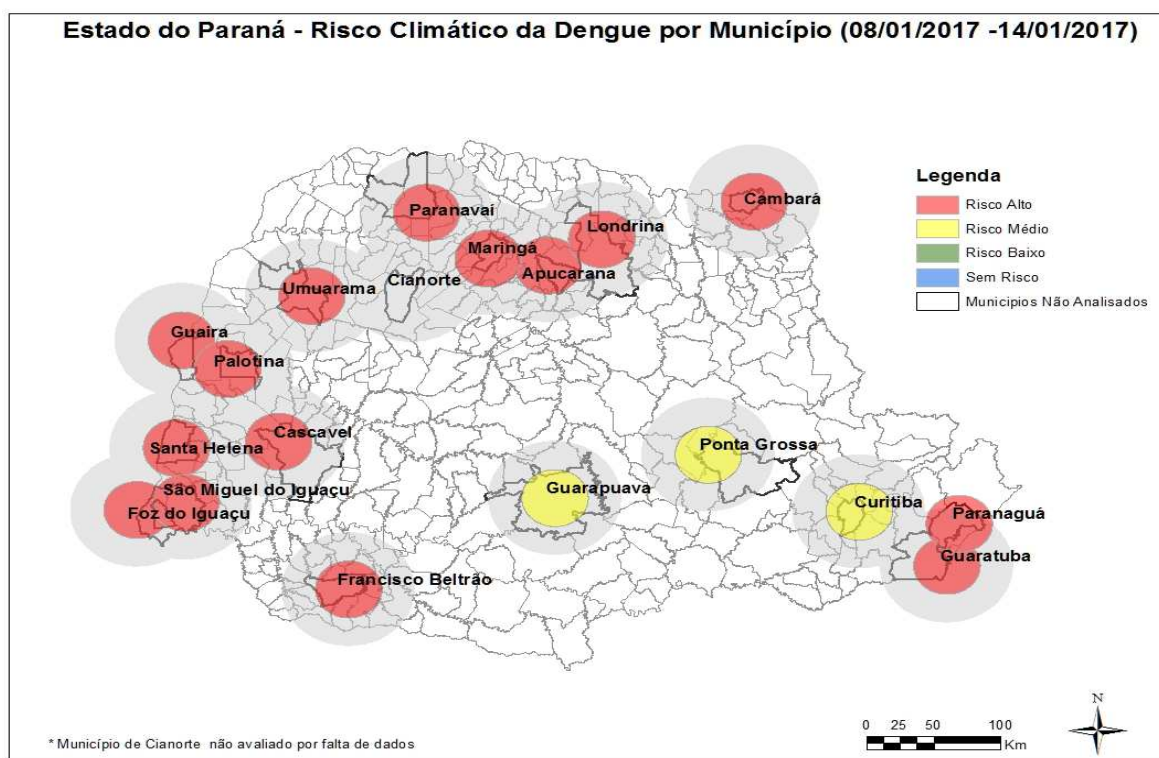 Estado do Paraná - Risco Climático da Dengue por Município (08/01/2017 -14/01/2017)
Legenda
Risco Alto
Risco Médio
Risco Baixo
Sem Risco
Municipios Não Analisados
Cambará
Paranavaí
Londrina
Maringá
Apucarana
Cianorte
Umuarama
Guaira
Palotina
Cascavel
Santa Helena
São Miguel do Iguaçu
Foz do Iguaçu
Ponta Grossa
Guarapuava
Curitiba
Paranaguá
Guaratuba
Francisco Beltrão
N
0 25 50 100
Km
* Município de Cianorte não avaliado por falta de dados